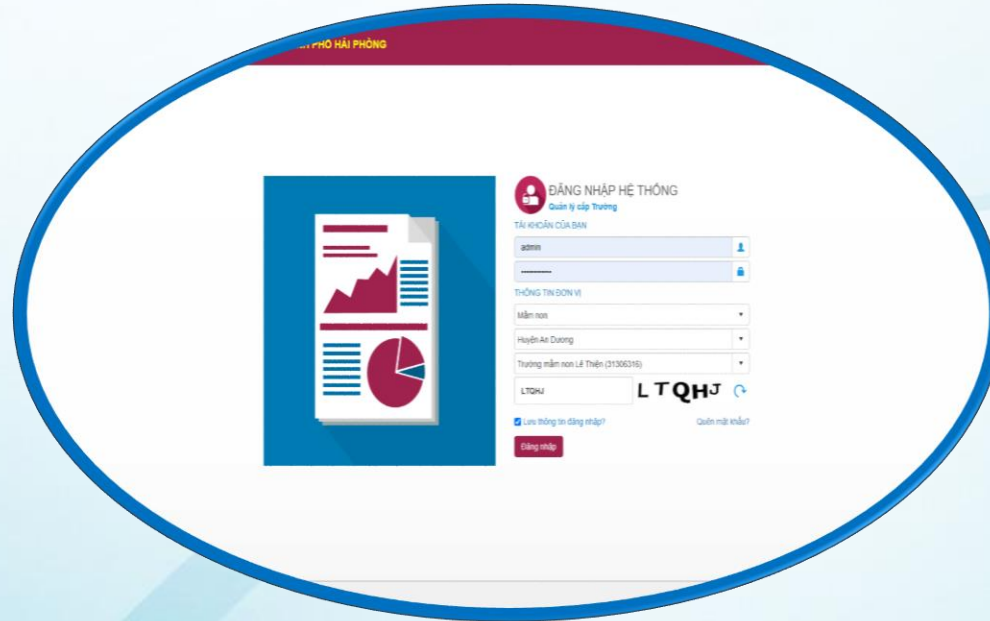 PHỐ HẢI PHÒNG
ĐĂNG NHẬP HỆ THỐNG
Quản lý cấp Trường
TÀI KHOẢN CỦA BẠN
admin
THÔNG TIN ĐƠN VỊ
Mầm non
Huyện An Dương
Trường mầm non Lê Thiện (31306316)
LTQHJ LTQHJ
Lưu thông tin đăng nhập? Quên mật khẩu?
Đăng nhập